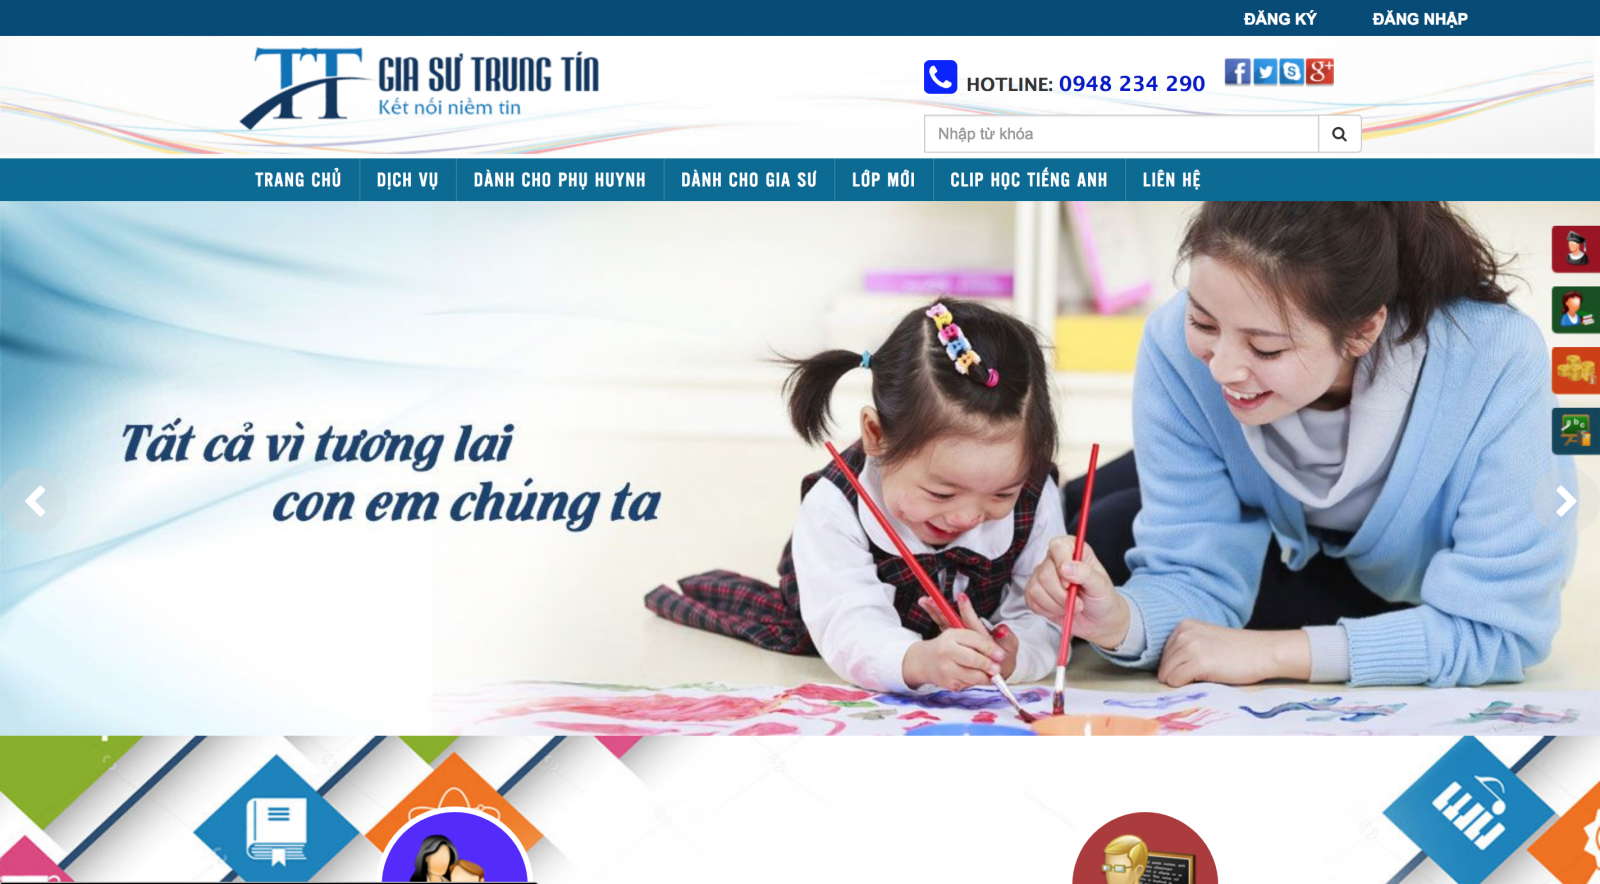 ĐĂNG KÝ
ĐĂNG NHẬP
TT
GIA SƯ TRUNG TÍN
Kết nối niềm tin
HOTLINE: 0948 234 290
Nhập từ khóa
TRANG CHỦ
DỊCH VỤ
DÀNH CHO PHỤ HUYNH
DÀNH CHO GIA SƯ
LỚP MỚI
CLIP HỌC TIẾNG ANH
LIÊN HỆ
Tất cả vì tương lai
con em chúng ta